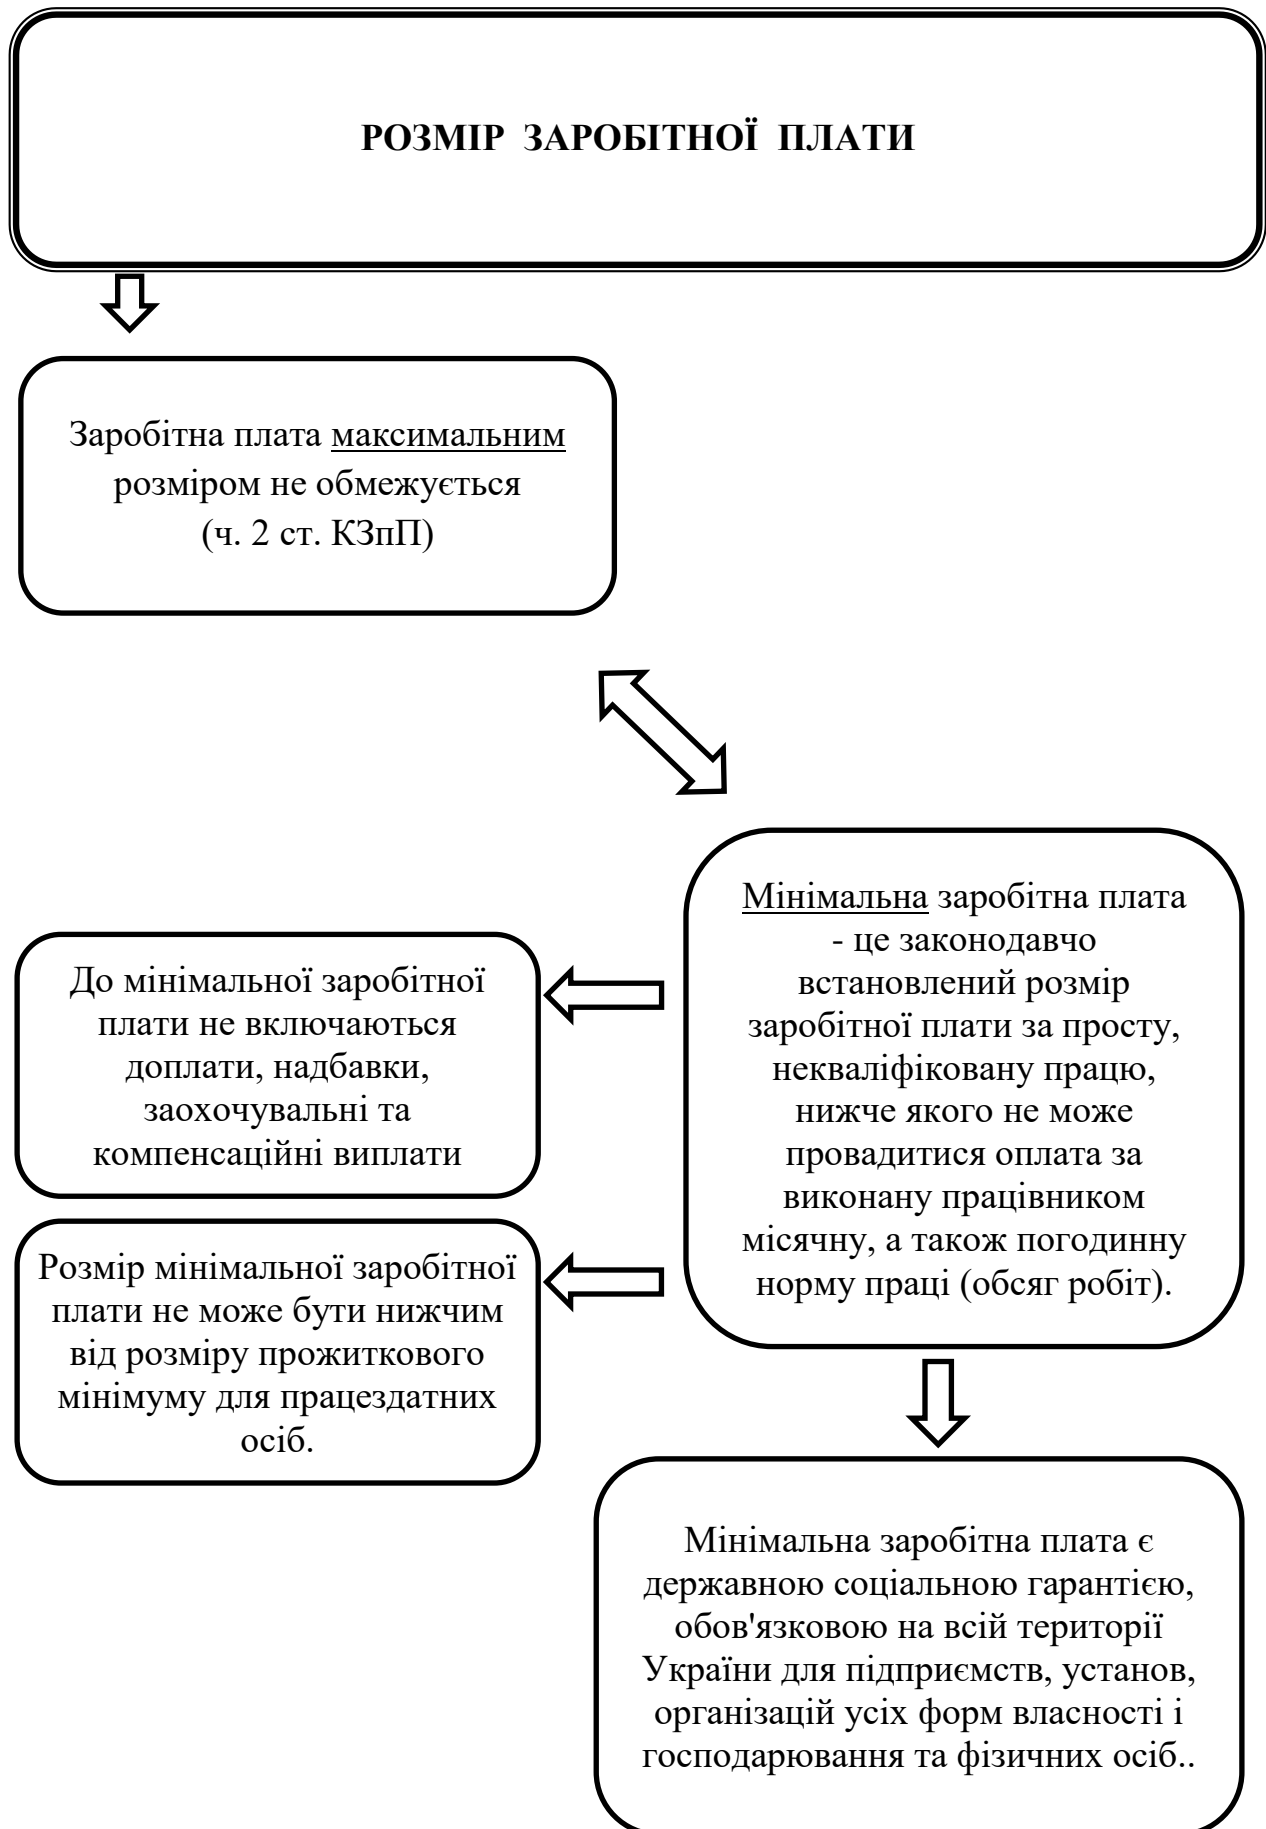 РОЗМІР ЗАРОБІТНОЇ ПЛАТИ
Заробітна плата максимальним
розміром не обмежується
(ч. 2 ст. КЗпП)
Мінімальна заробітна плата
- це законодавчо
встановлений розмір
заробітної плати за просту,
некваліфіковану працю,
нижче якого не може
провадитися оплата за
виконану працівником
місячну, а також погодинну
норму праці (обсяг робіт).
До мінімальної заробітної
плати не включаються
доплати, надбавки,
заохочувальні та
компенсаційні виплати
Розмір мінімальної заробітної
плати не може бути нижчим
від розміру прожиткового
мінімуму для працездатних
осіб.
Мінімальна заробітна плата є
державною соціальною гарантією,
обов'язковою на всій території
України для підприємств, установ,
організацій усіх форм власності і
господарювання та фізичних осіб..